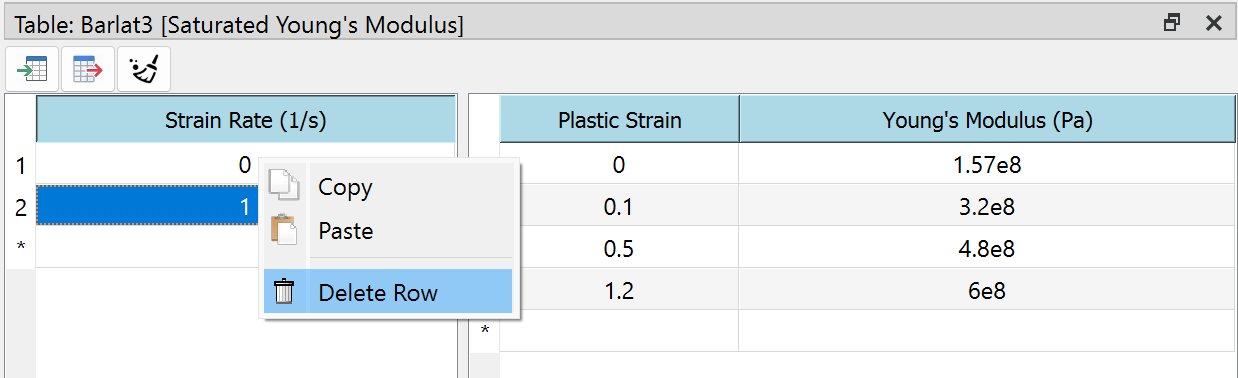 Table: Barlat3 [Saturated Young's Modulus]
Strain Rate (1/s)
1 0
2 1
*
Copy
Paste
Delete Row
Plastic Strain Young's Modulus (Pa)
0 1.57e8
0.1 3.2e8
0.5 4.8e8
1.2 6e8
*